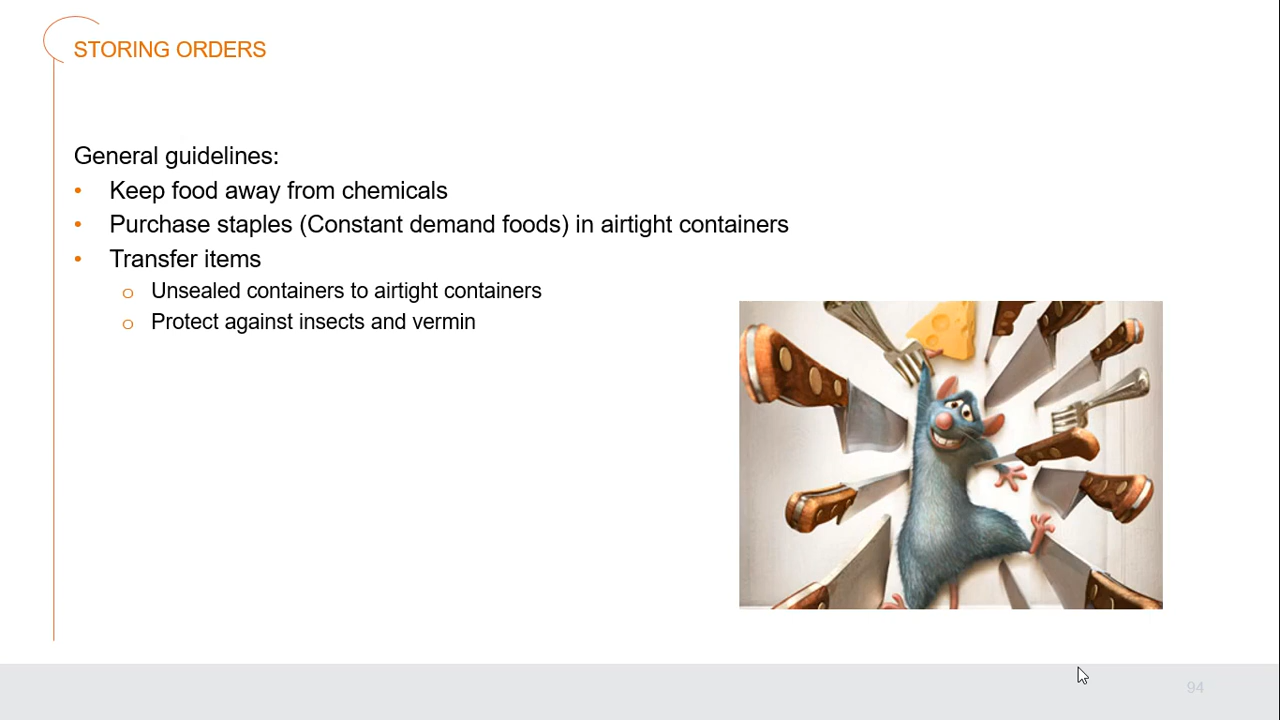 STORING ORDERS
General guidelines:
• Keep food away from chemicals
• Purchase staples (Constant demand foods) in airtight containers
• Transfer items
o Unsealed containers to airtight containers
o Protect against insects and vermin
94